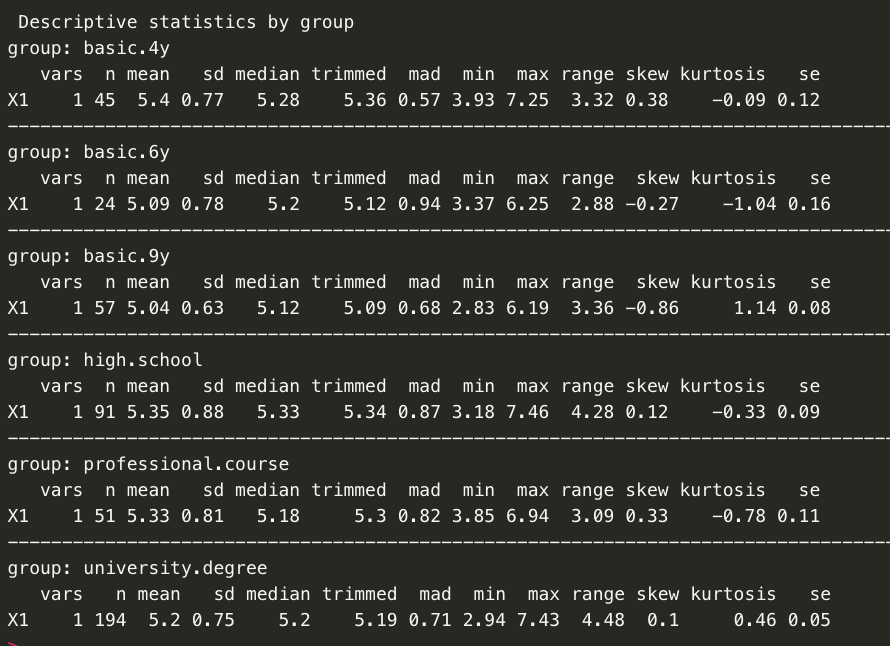 Descriptive statistics by group
group: basic.4y
vars n mean sd median trimmed mad min max range skew kurtosis se
X1 1 45 5.4 0.77 5.28 5.36 0.57 3.93 7.25 3.32 0.38 −0.09 0.12
group: basic.6y
vars n mean sd median trimmed mad min max range skew kurtosis se
X1 1 24 5.09 0.78 5.2 5.12 0.94 3.37 6.25 2.88 −0.27 −1.04 0.16
group: basic.9y
vars n mean sd median trimmed mad min max range skew kurtosis se
X1 1 57 5.04 0.63 5.12 5.09 0.68 2.83 6.19 3.36 −0.86 1.14 0.08
group: high.school
vars n mean sd median trimmed mad min max range skew kurtosis se
X1 1 91 5.35 0.88 5.33 5.34 0.87 3.18 7.46 4.28 0.12 −0.33 0.09
group: professional.course
vars n mean sd median trimmed mad min max range skew kurtosis se
X1 1 51 5.33 0.81 5.18 5.3 0.82 3.85 6.94 3.09 0.33 −0.78 0.11
group: university.degree
vars n mean sd median trimmed mad min max range skew kurtosis se
X1 1 194 5.2 0.75 5.2 5.19 0.71 2.94 7.43 4.48 0.1 0.46 0.05